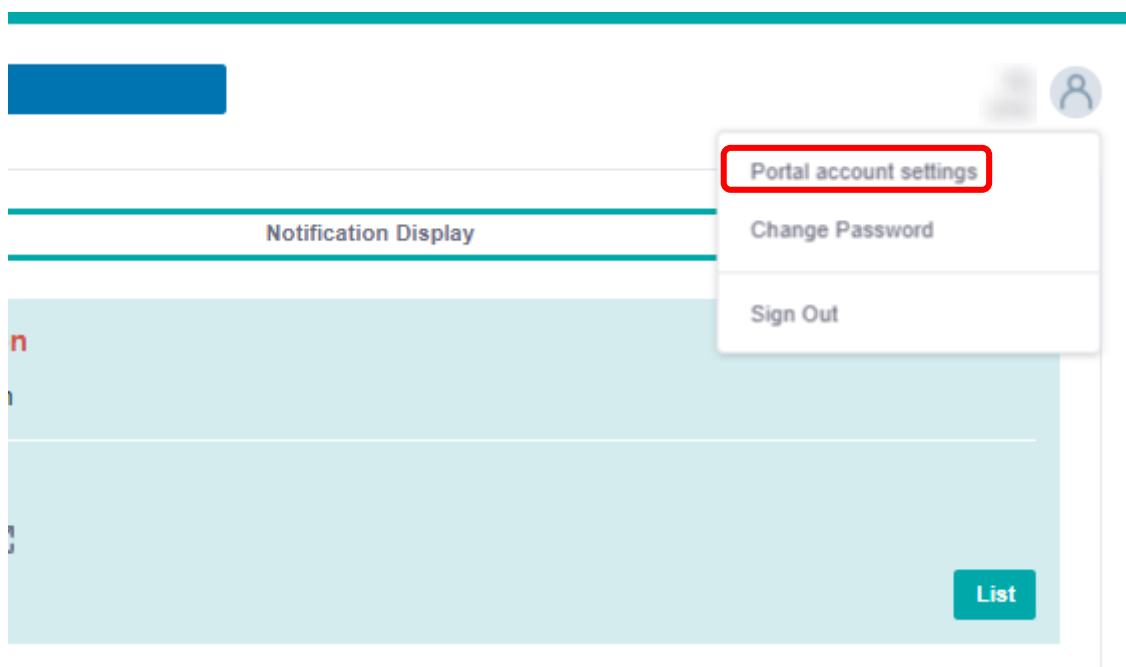 Portal account settings
Notification Display
Change Password
Sign Out
n
List